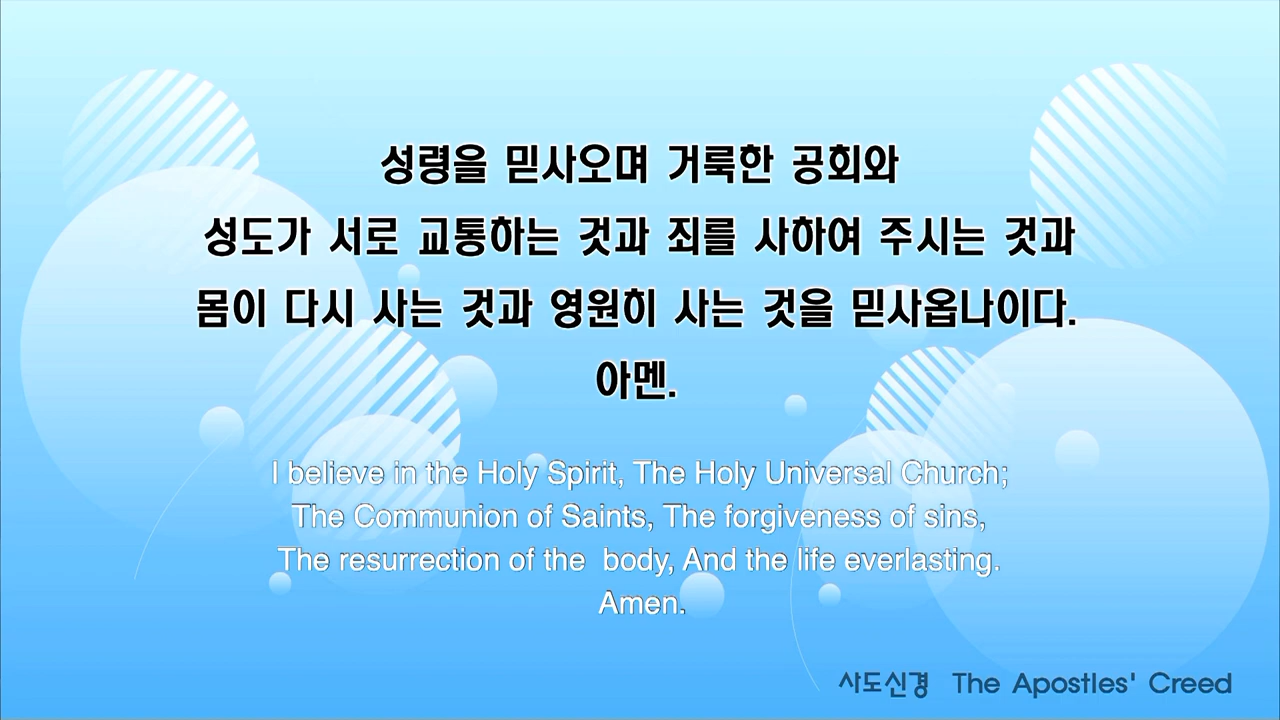 성령을 믿사오며 거룩한 공회와
성도가 서로 교통하는 것과 죄를 사하여 주시는 것과
몸이 다시 사는 것과 영원히 사는 것을 믿사옵나이다.
아멘.
I believe in the Holy Spirit, The Holy Universal Church;
The Communion of Saints, The forgiveness of sins,
The resurrection of the  body, And the life everlasting.
Amen.
사도신경  The Apostles' Creed